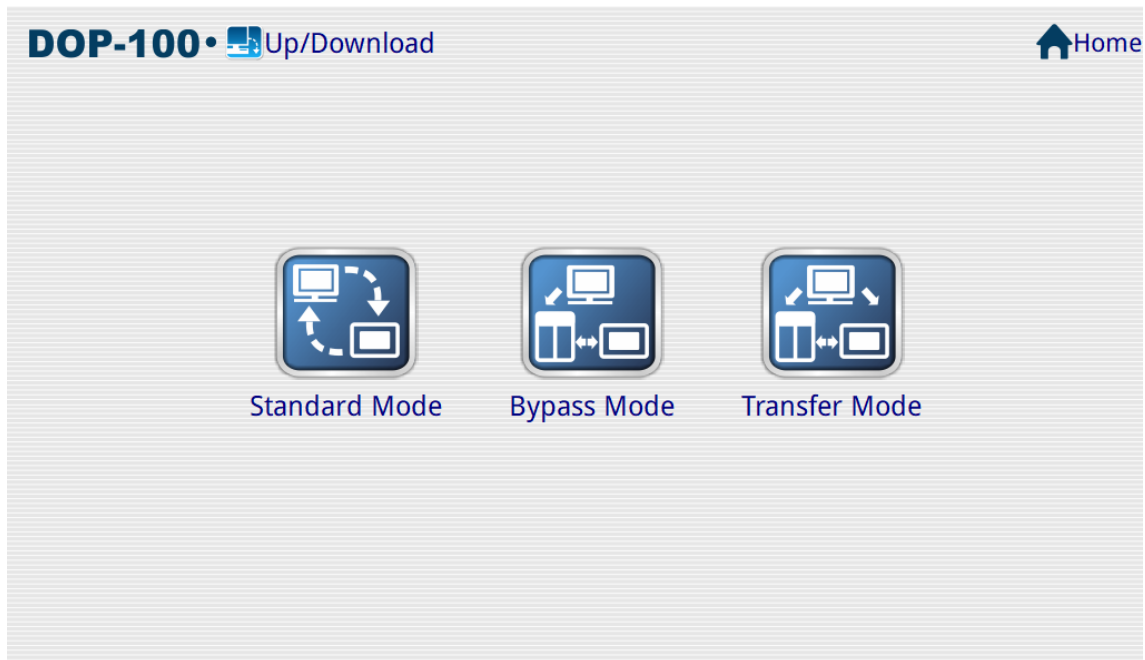 DOP-100• Up/Download
Home
Standard Mode
Bypass Mode
Transfer Mode